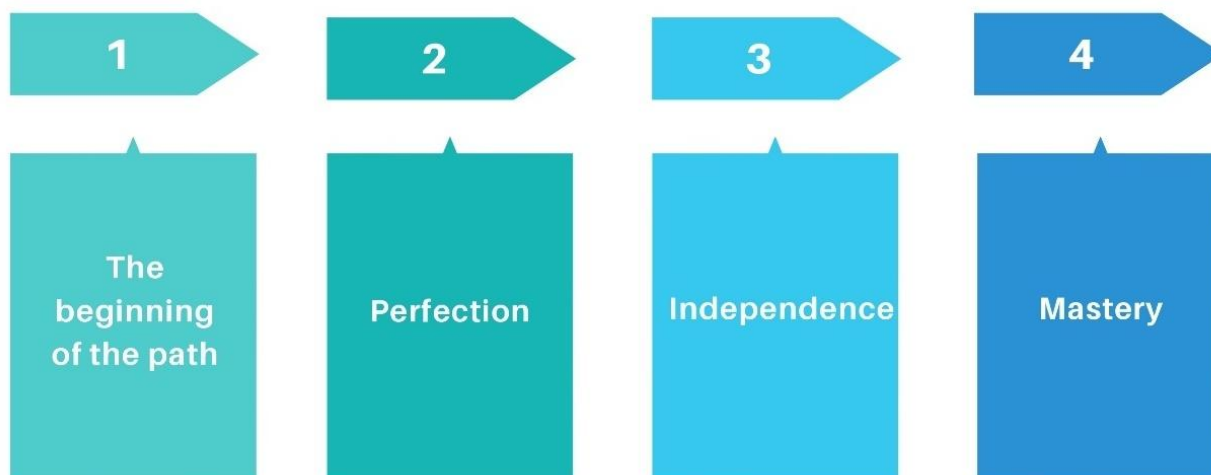 1
2
3
4
The
beginning
of the path
Perfection
Independence
Mastery